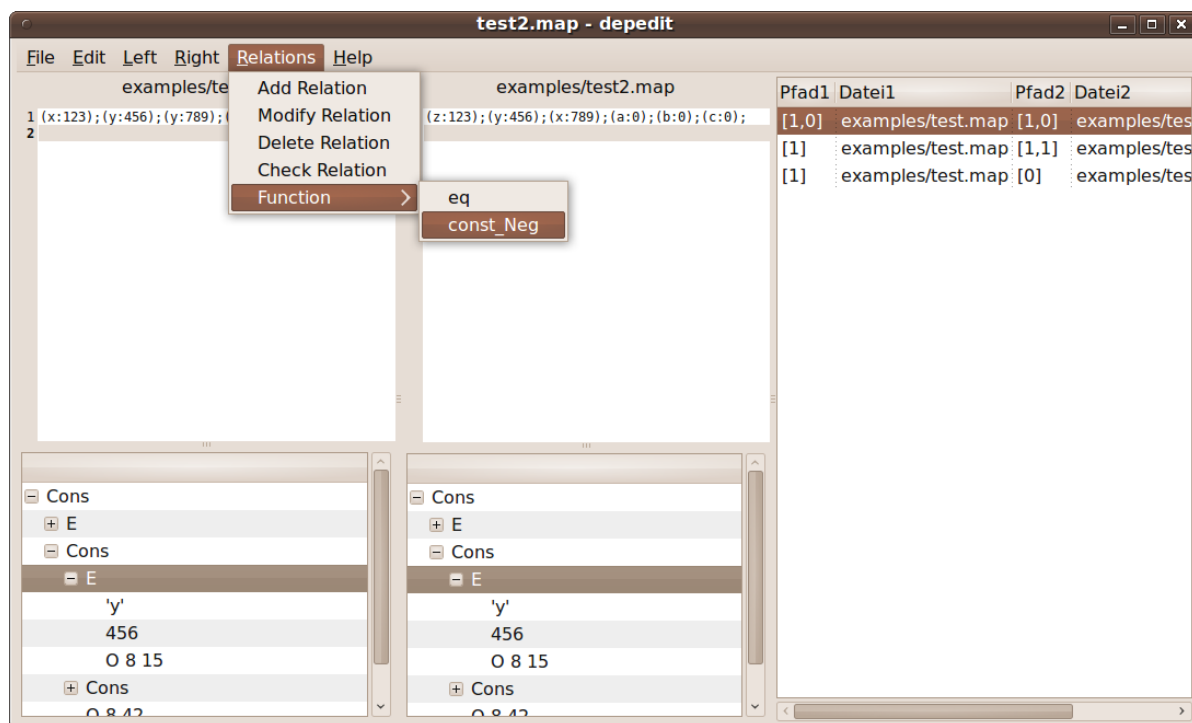 test2.map - depedit
File Edit Left Right Relations Help
examples/te
Add Relation
Modify Relation
Delete Relation
Check Relation
Function
eq
const_Neg
1 (x:123);(y:456);(y:789);(
2
examples/test2.map
(z:123);(y:456);(x:789);(a:0);(b:0);(c:0);
Pfad1 Datei1 Pfad2 Datei2
[1,0] examples/test.map [1,0] examples/tes
[1] examples/test.map [1,1] examples/tes
[1] examples/test.map [0] examples/tes
Cons
E
Cons
E
'y'
456
O 8 15
Cons
O 8 42
Cons
E
Cons
E
'y'
456
O 8 15
Cons
O 8 42